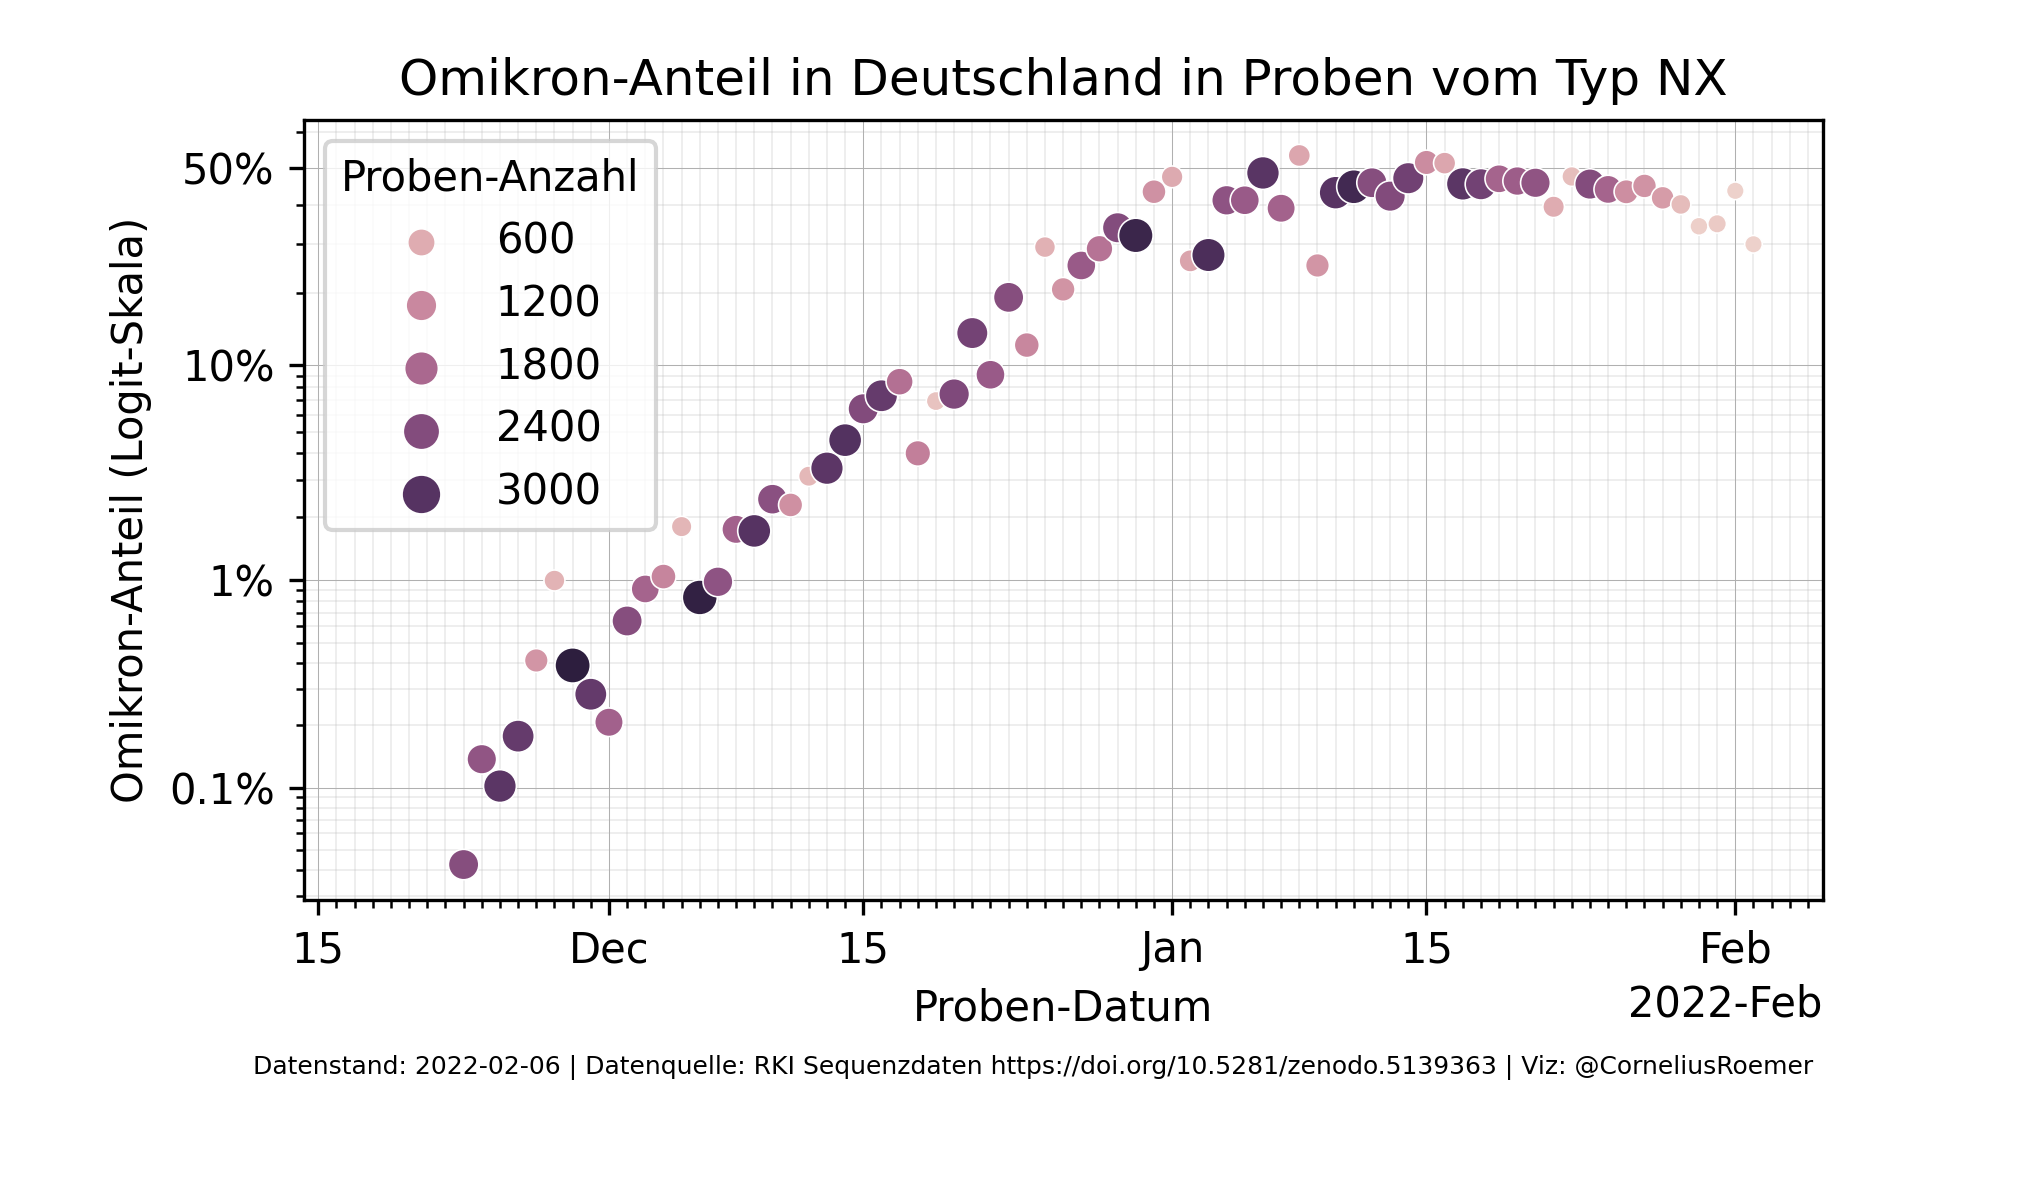 Omikron-Anteil in Deutschland in Proben vom Typ NX
Omikron-Anteil (Logit-Skala)
50%
10%
1%
0.1%
Proben-Anzahl
600
1200
1800
2400
3000
15 Dec 15 Jan 15 Feb
Proben-Datum
2022-Feb
Datenstand: 2022-02-06 | Datenquelle: RKI Sequenzdaten https://doi.org/10.5281/zenodo.5139363 | Viz: @CorneliusRoemer